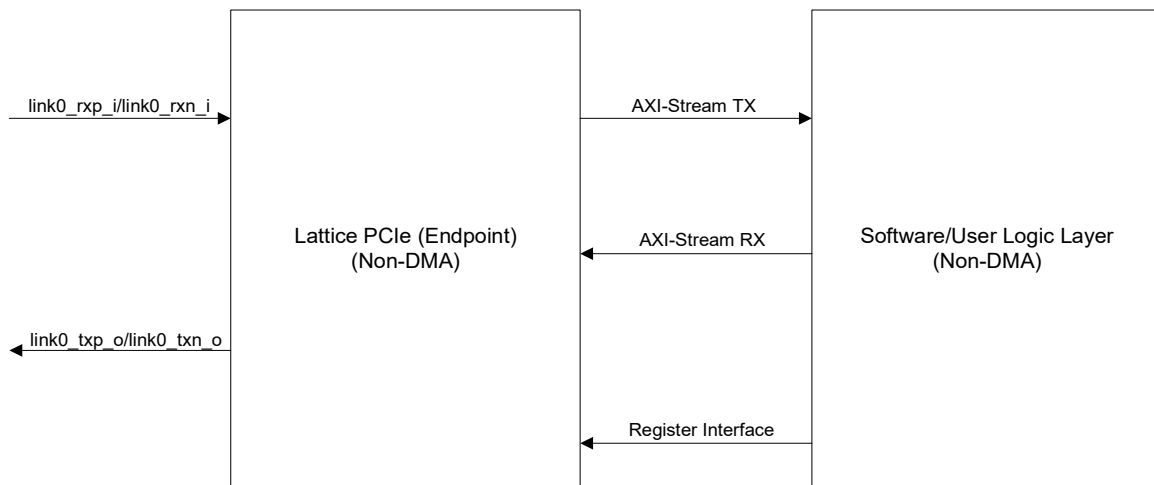 link0_rxp_i/link0_rxn_i
AXI-Stream TX
Lattice PCIe (Endpoint)
(Non-DMA)
AXI-Stream RX
Software/User Logic Layer
(Non-DMA)
link0_txp_o/link0_txn_o
Register Interface